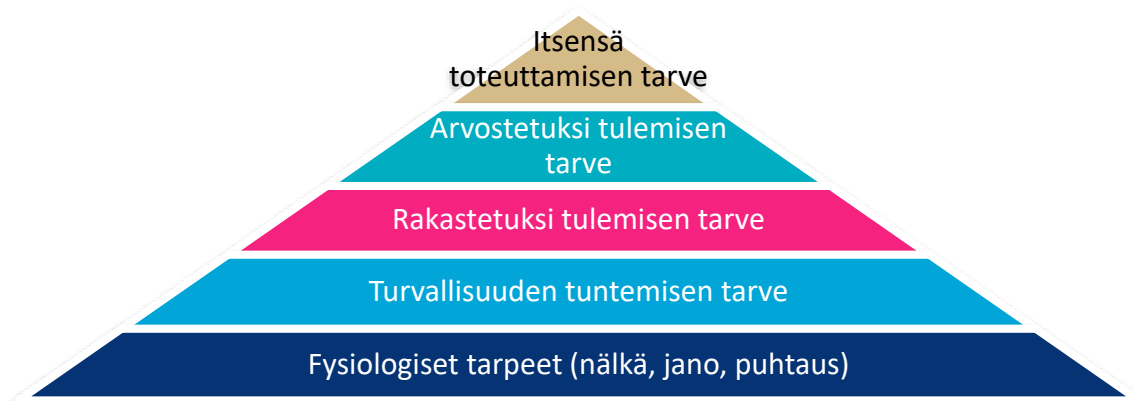 Itsensä
toteuttamisen tarve
Arvostetuksi tulemisen
tarve
Rakastetuksi tulemisen tarve
Turvallisuuden tuntemisen tarve
Fysiologiset tarpeet (nälkä, jano, puhtaus)